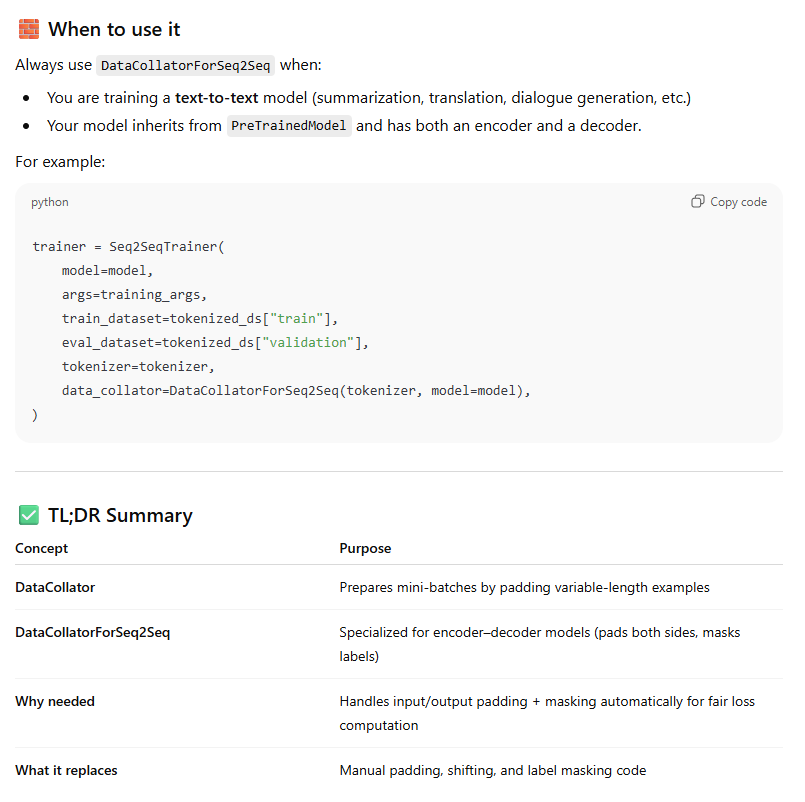 🧱 When to use it
Always use DataCollatorForSeq2Seq when:
• You are training a text-to-text model (summarization, translation, dialogue generation, etc.)
• Your model inherits from PreTrainedModel and has both an encoder and a decoder.
For example:
python
Copy code
trainer = Seq2SeqTrainer(
    model=model,
    args=training_args,
    train_dataset=tokenized_ds["train"],
    eval_dataset=tokenized_ds["validation"],
    tokenizer=tokenizer,
    data_collator=DataCollatorForSeq2Seq(tokenizer, model=model),
)
✅ TL;DR Summary
Concept Purpose
DataCollator Prepares mini-batches by padding variable-length examples
DataCollatorForSeq2Seq Specialized for encoder–decoder models (pads both sides, masks
labels)
Why needed Handles input/output padding + masking automatically for fair loss
computation
What it replaces Manual padding, shifting, and label masking code